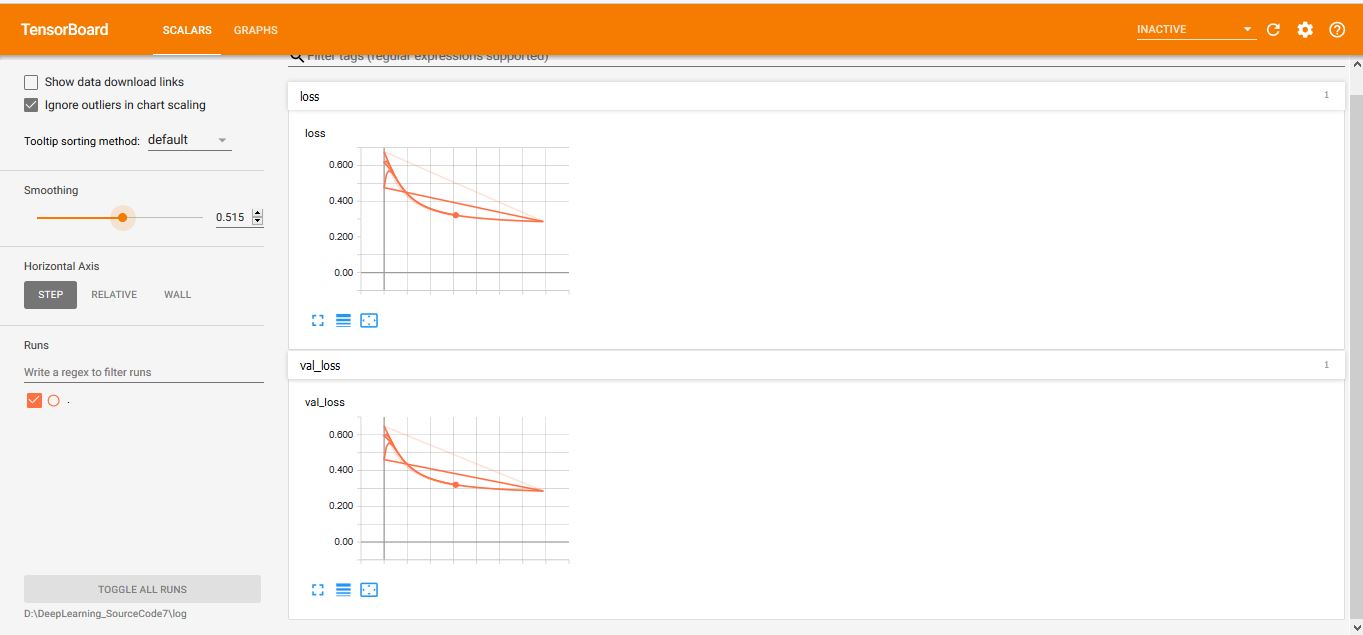 TensorBoard SCALARS GRAPHS INACTIVE
Filter tags (regular expressions supported)
Show data download links
Ignore outliers in chart scaling
Tooltip sorting method: default
Smoothing
0.515
Horizontal Axis
STEP RELATIVE WALL
Runs
Write a regex to filter runs
.
TOGGLE ALL RUNS
D:\DeepLearning_SourceCode7\log
loss 1
loss
0.600
0.400
0.200
0.00
val_loss 1
val_loss
0.600
0.400
0.200
0.00